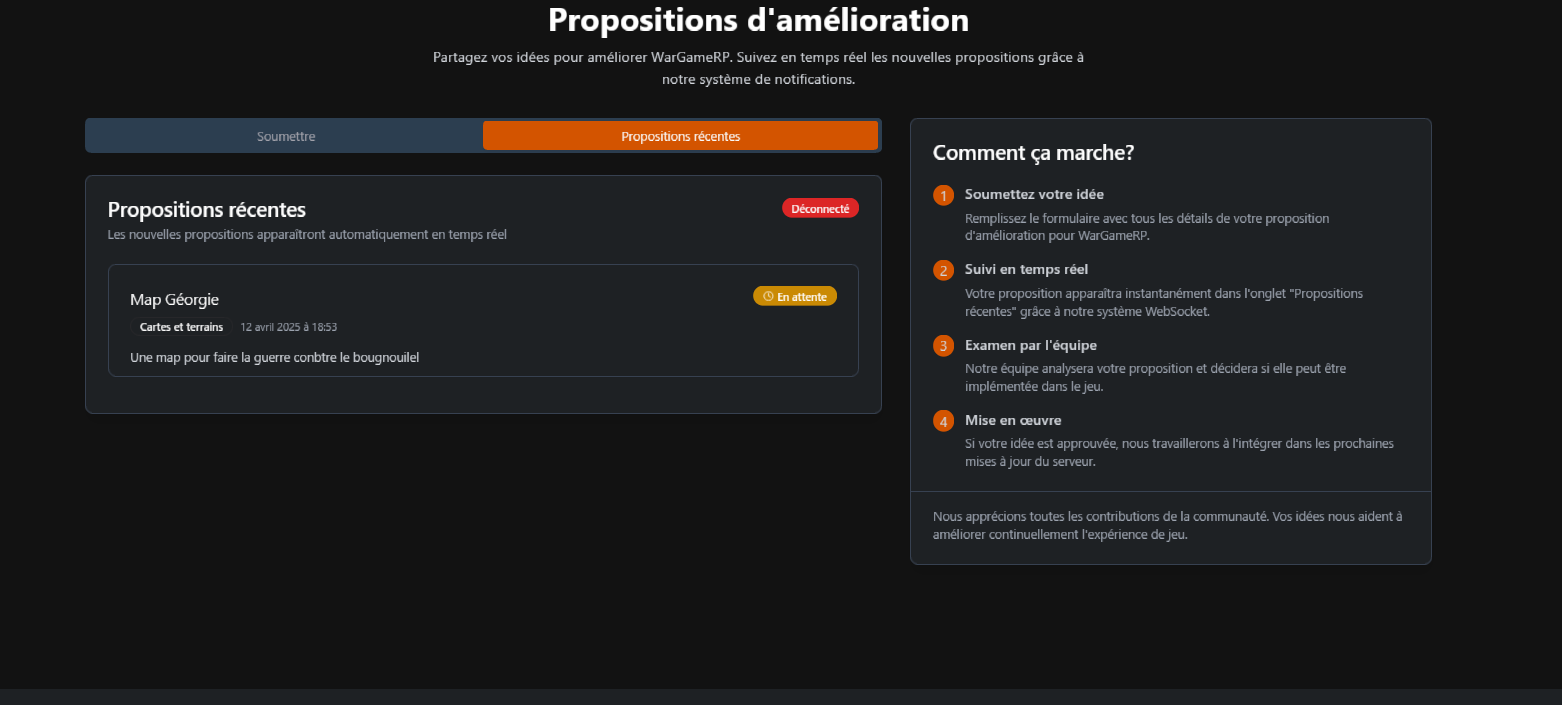 Propositions d'amélioration
Partagez vos idées pour améliorer WarGameRP. Suivez en temps réel les nouvelles propositions grâce à
notre système de notifications.
Soumettre
Propositions récentes
Propositions récentes
Déconnecté
Les nouvelles propositions apparaîtront automatiquement en temps réel
Map Géorgie
En attente
Cartes et terrains 12 avril 2025 à 18:53
Une map pour faire la guerre conbtre le bougnouilel
Comment ça marche?
1 Soumettez votre idée
Remplissez le formulaire avec tous les détails de votre proposition
d'amélioration pour WarGameRP.
2 Suivi en temps réel
Votre proposition apparaîtra instantanément dans l'onglet "Propositions
récentes" grâce à notre système WebSocket.
3 Examen par l'équipe
Notre équipe analysera votre proposition et décidera si elle peut être
implémentée dans le jeu.
4 Mise en œuvre
Si votre idée est approuvée, nous travaillerons à l'intégrer dans les prochaines
mises à jour du serveur.
Nous apprécions toutes les contributions de la communauté. Vos idées nous aident à
améliorer continuellement l'expérience de jeu.